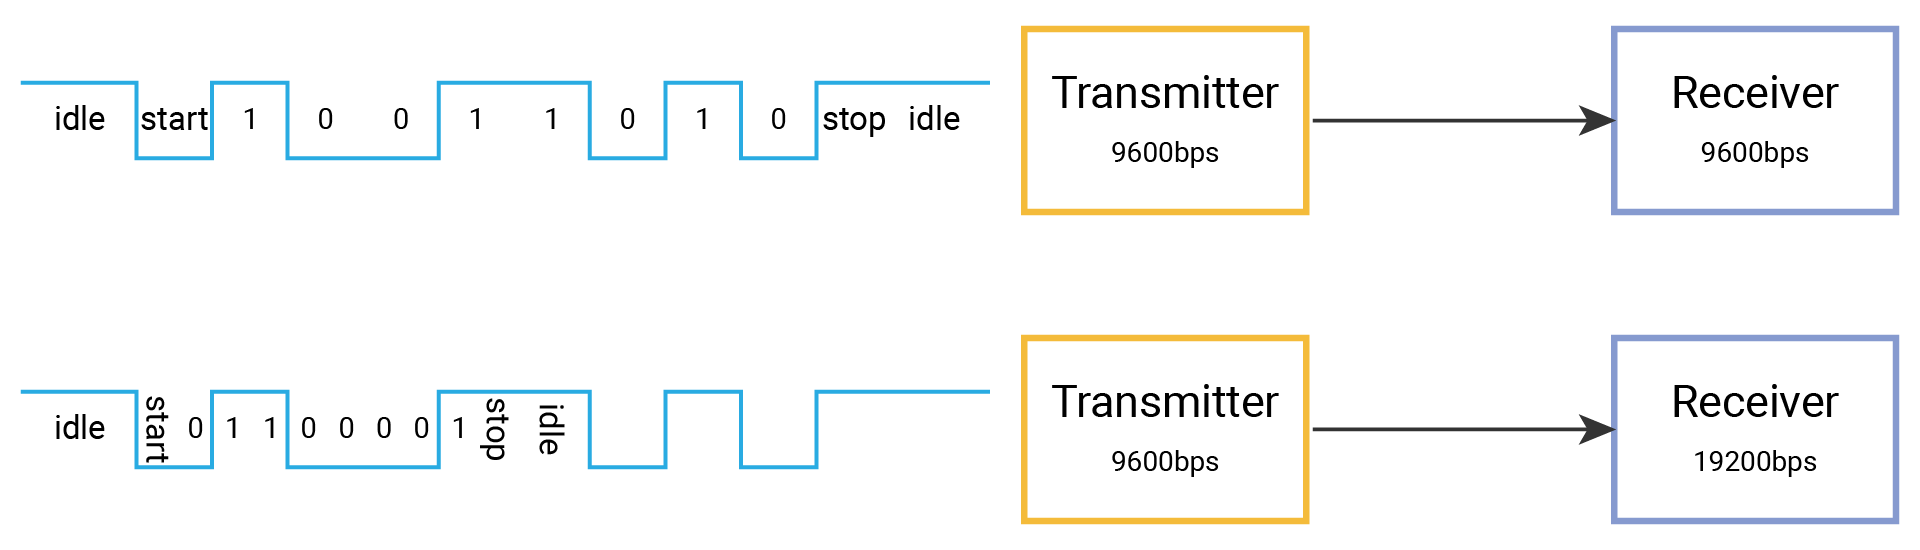 idle start 1 0 0 1 1 0 1 0 stop idle
Transmitter
9600bps
Receiver
9600bps
idle start 0 1 1 0 0 0 0 1 stop idle
Transmitter
9600bps
Receiver
19200bps